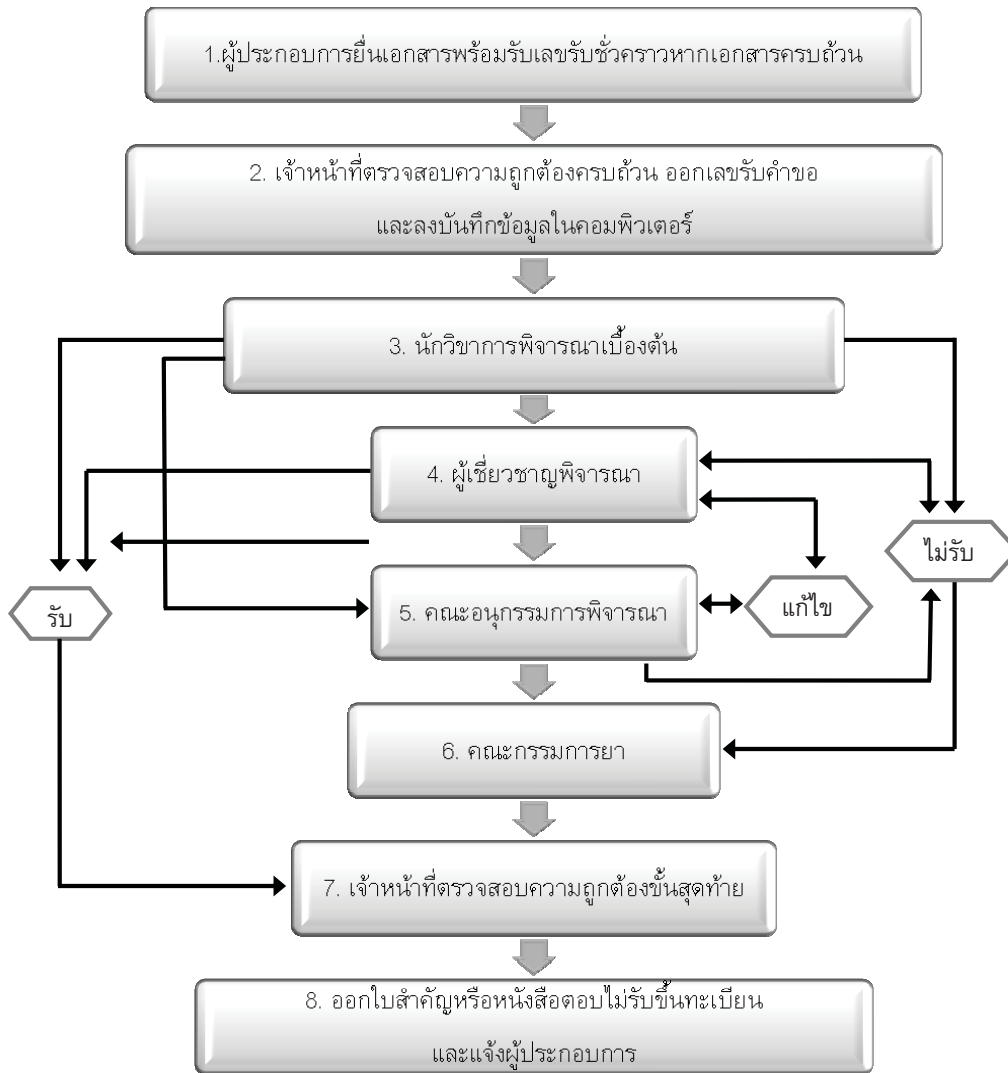 1.ผู้ประกอบการยื่นเอกสารพร้อมรับเลขรับชั่วคราวหากเอกสารครบถ้วน
2. เจ้าหน้าที่ตรวจสอบความถูกต้องครบถ้วน ออกเลขรับคำขอ
และลงบันทึกข้อมูลในคอมพิวเตอร์
3. นักวิขาการพิจารณาเบื้องต้น
4. ผู้เชี่ยวชาญพิจารณา
ไม่รับ
รับ
5. คณะอนุกรรมการพิจารณา
แก้ไข
6. คณะกรรมการยา
7. เจ้าหน้าที่ตรวจสอบความถูกต้องขั้นสุดท้าย
8. ออกใบสำคัญหรือหนังสือตอบไม่รับขึ้นทะเบียน
และแจ้งผู้ประกอบการ